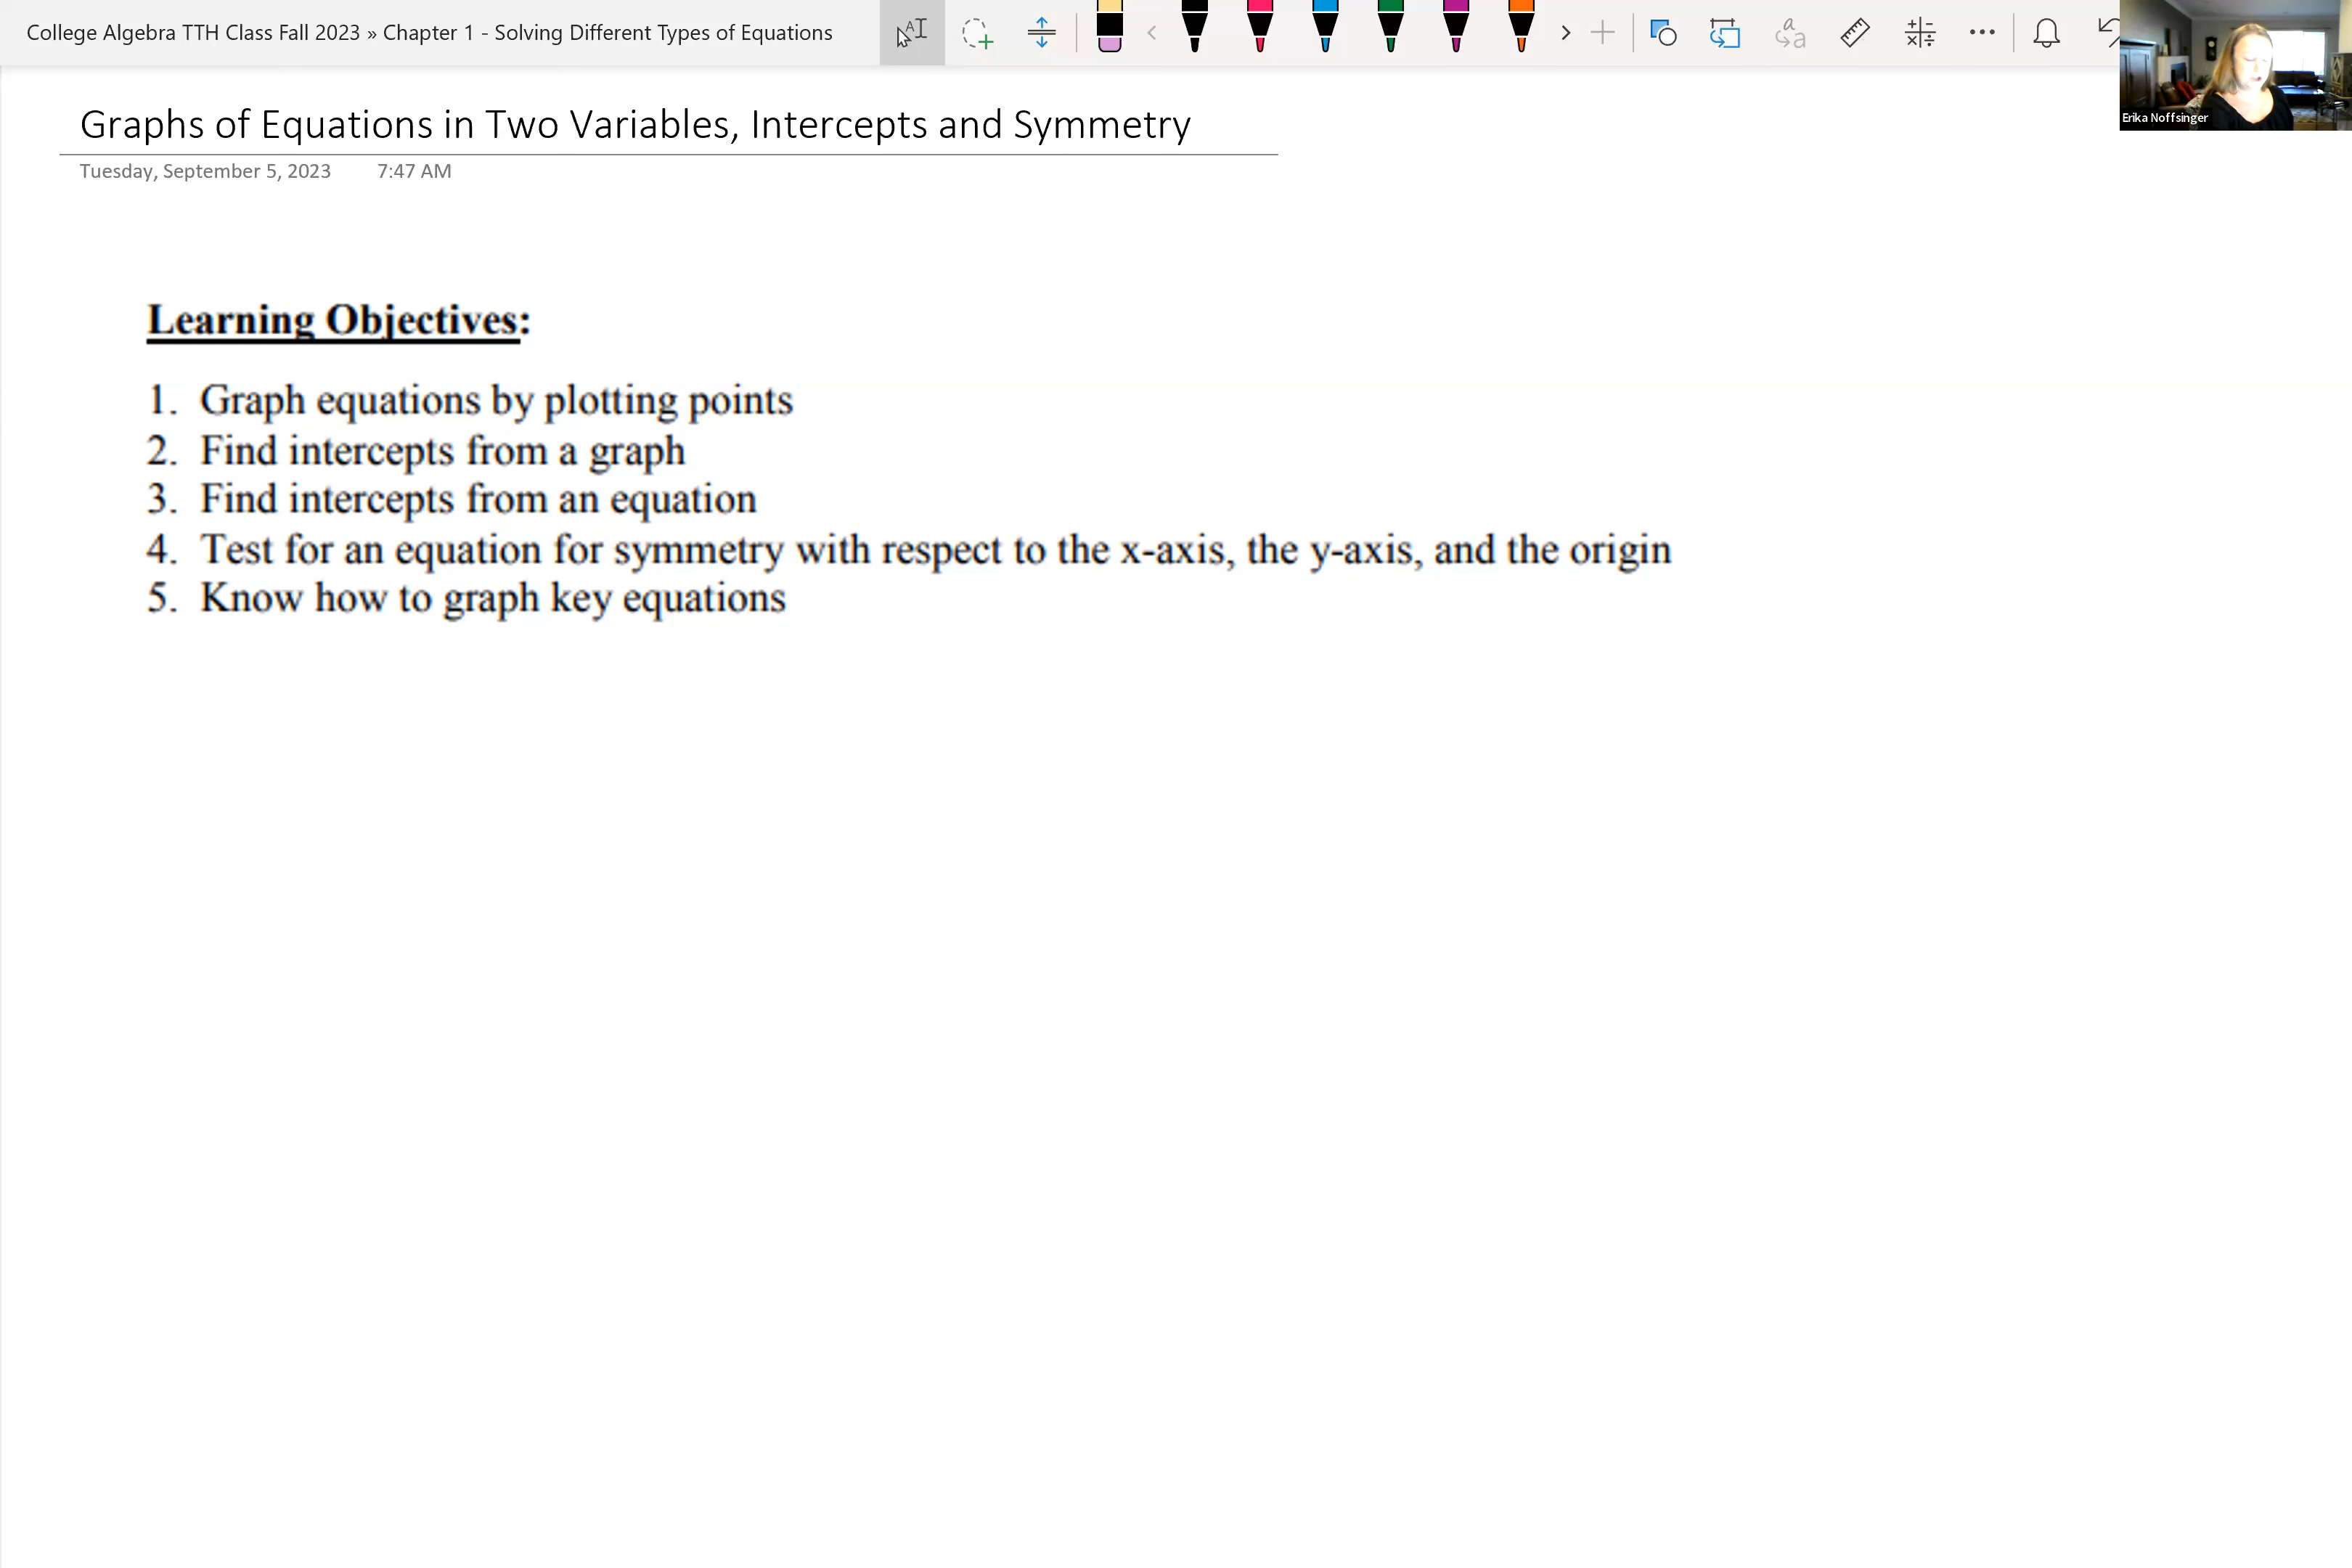 College Algebra TTH Class Fall 2023 » Chapter 1 - Solving Different Types of Equations
Erika Noffsinger
Graphs of Equations in Two Variables, Intercepts and Symmetry
Tuesday, September 5, 2023 7:47 AM
Learning Objectives:
1. Graph equations by plotting points
2. Find intercepts from a graph
3. Find intercepts from an equation
4. Test for an equation for symmetry with respect to the x-axis, the y-axis, and the origin
5. Know how to graph key equations